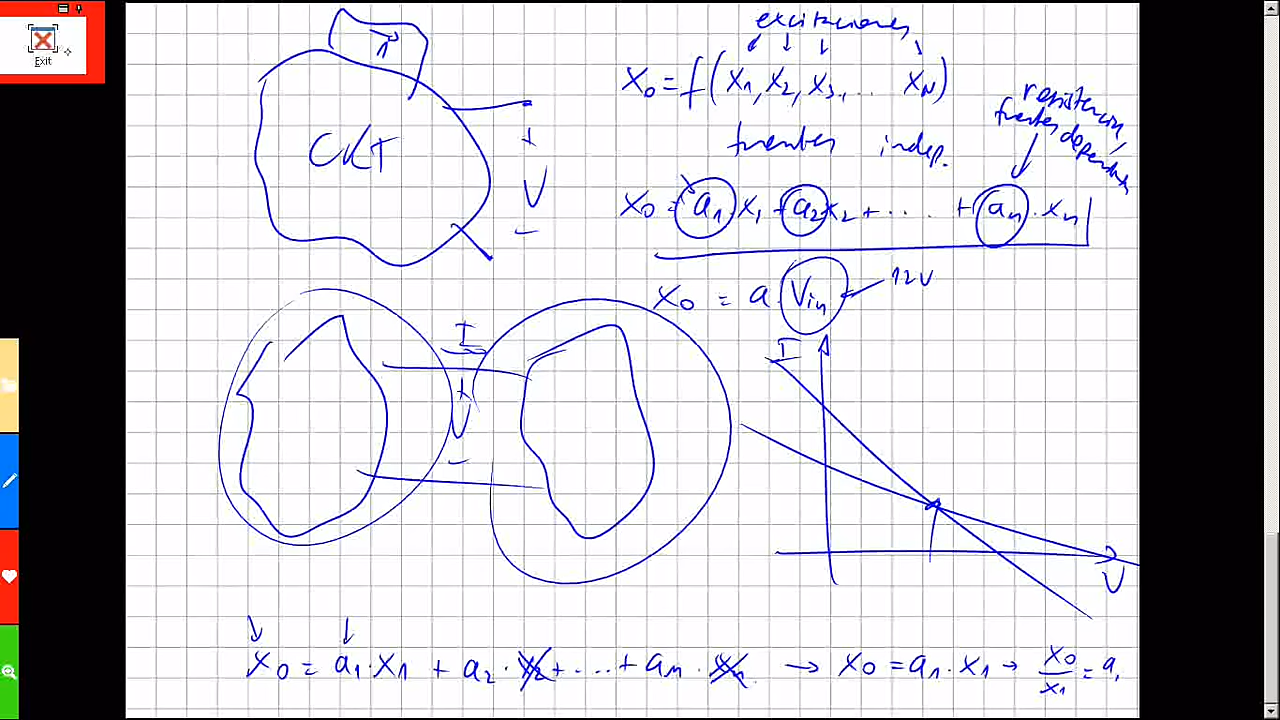 Exit
excitaciones
x0 = f(x1, x2, x3, ... xN)
resistencias,
fuentes dependientes
fuentes indep.
CKT
+
V
-
x0 = a1 · x1 + a2 x2 + .... + an · xn
x0 = a · Vin
12V
I
+
V
-
I
V
x0 = a1 · x1 + a2 · x2 + ... + an · xn → x0 = a1 · x1 → x0/x1 = a1